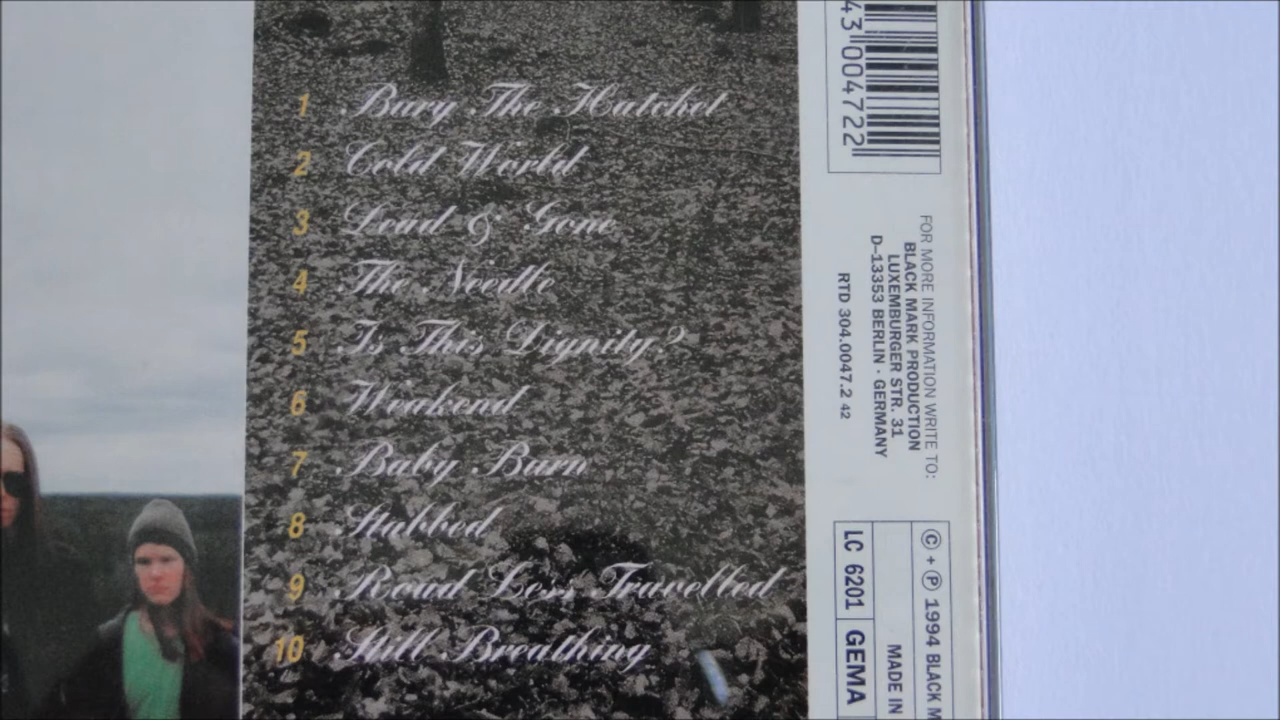 1 Bury The Hatchet
2 Cold World
3 Dead & Gone
4 The Needle
5 Is This Dignity?
6 Weakend
7 Baby Burn
8 Stabbed
9 Road Less Travelled
10 Still Breathing
43 004722
FOR MORE INFORMATION WRITE TO:
BLACK MARK PRODUCTION
LUXEMBURGER STR. 31
D-13353 BERLIN · GERMANY
RTD 304.0047.2 42
© + ℗ 1994 BLACK M
MADE IN
LC 6201 GEMA